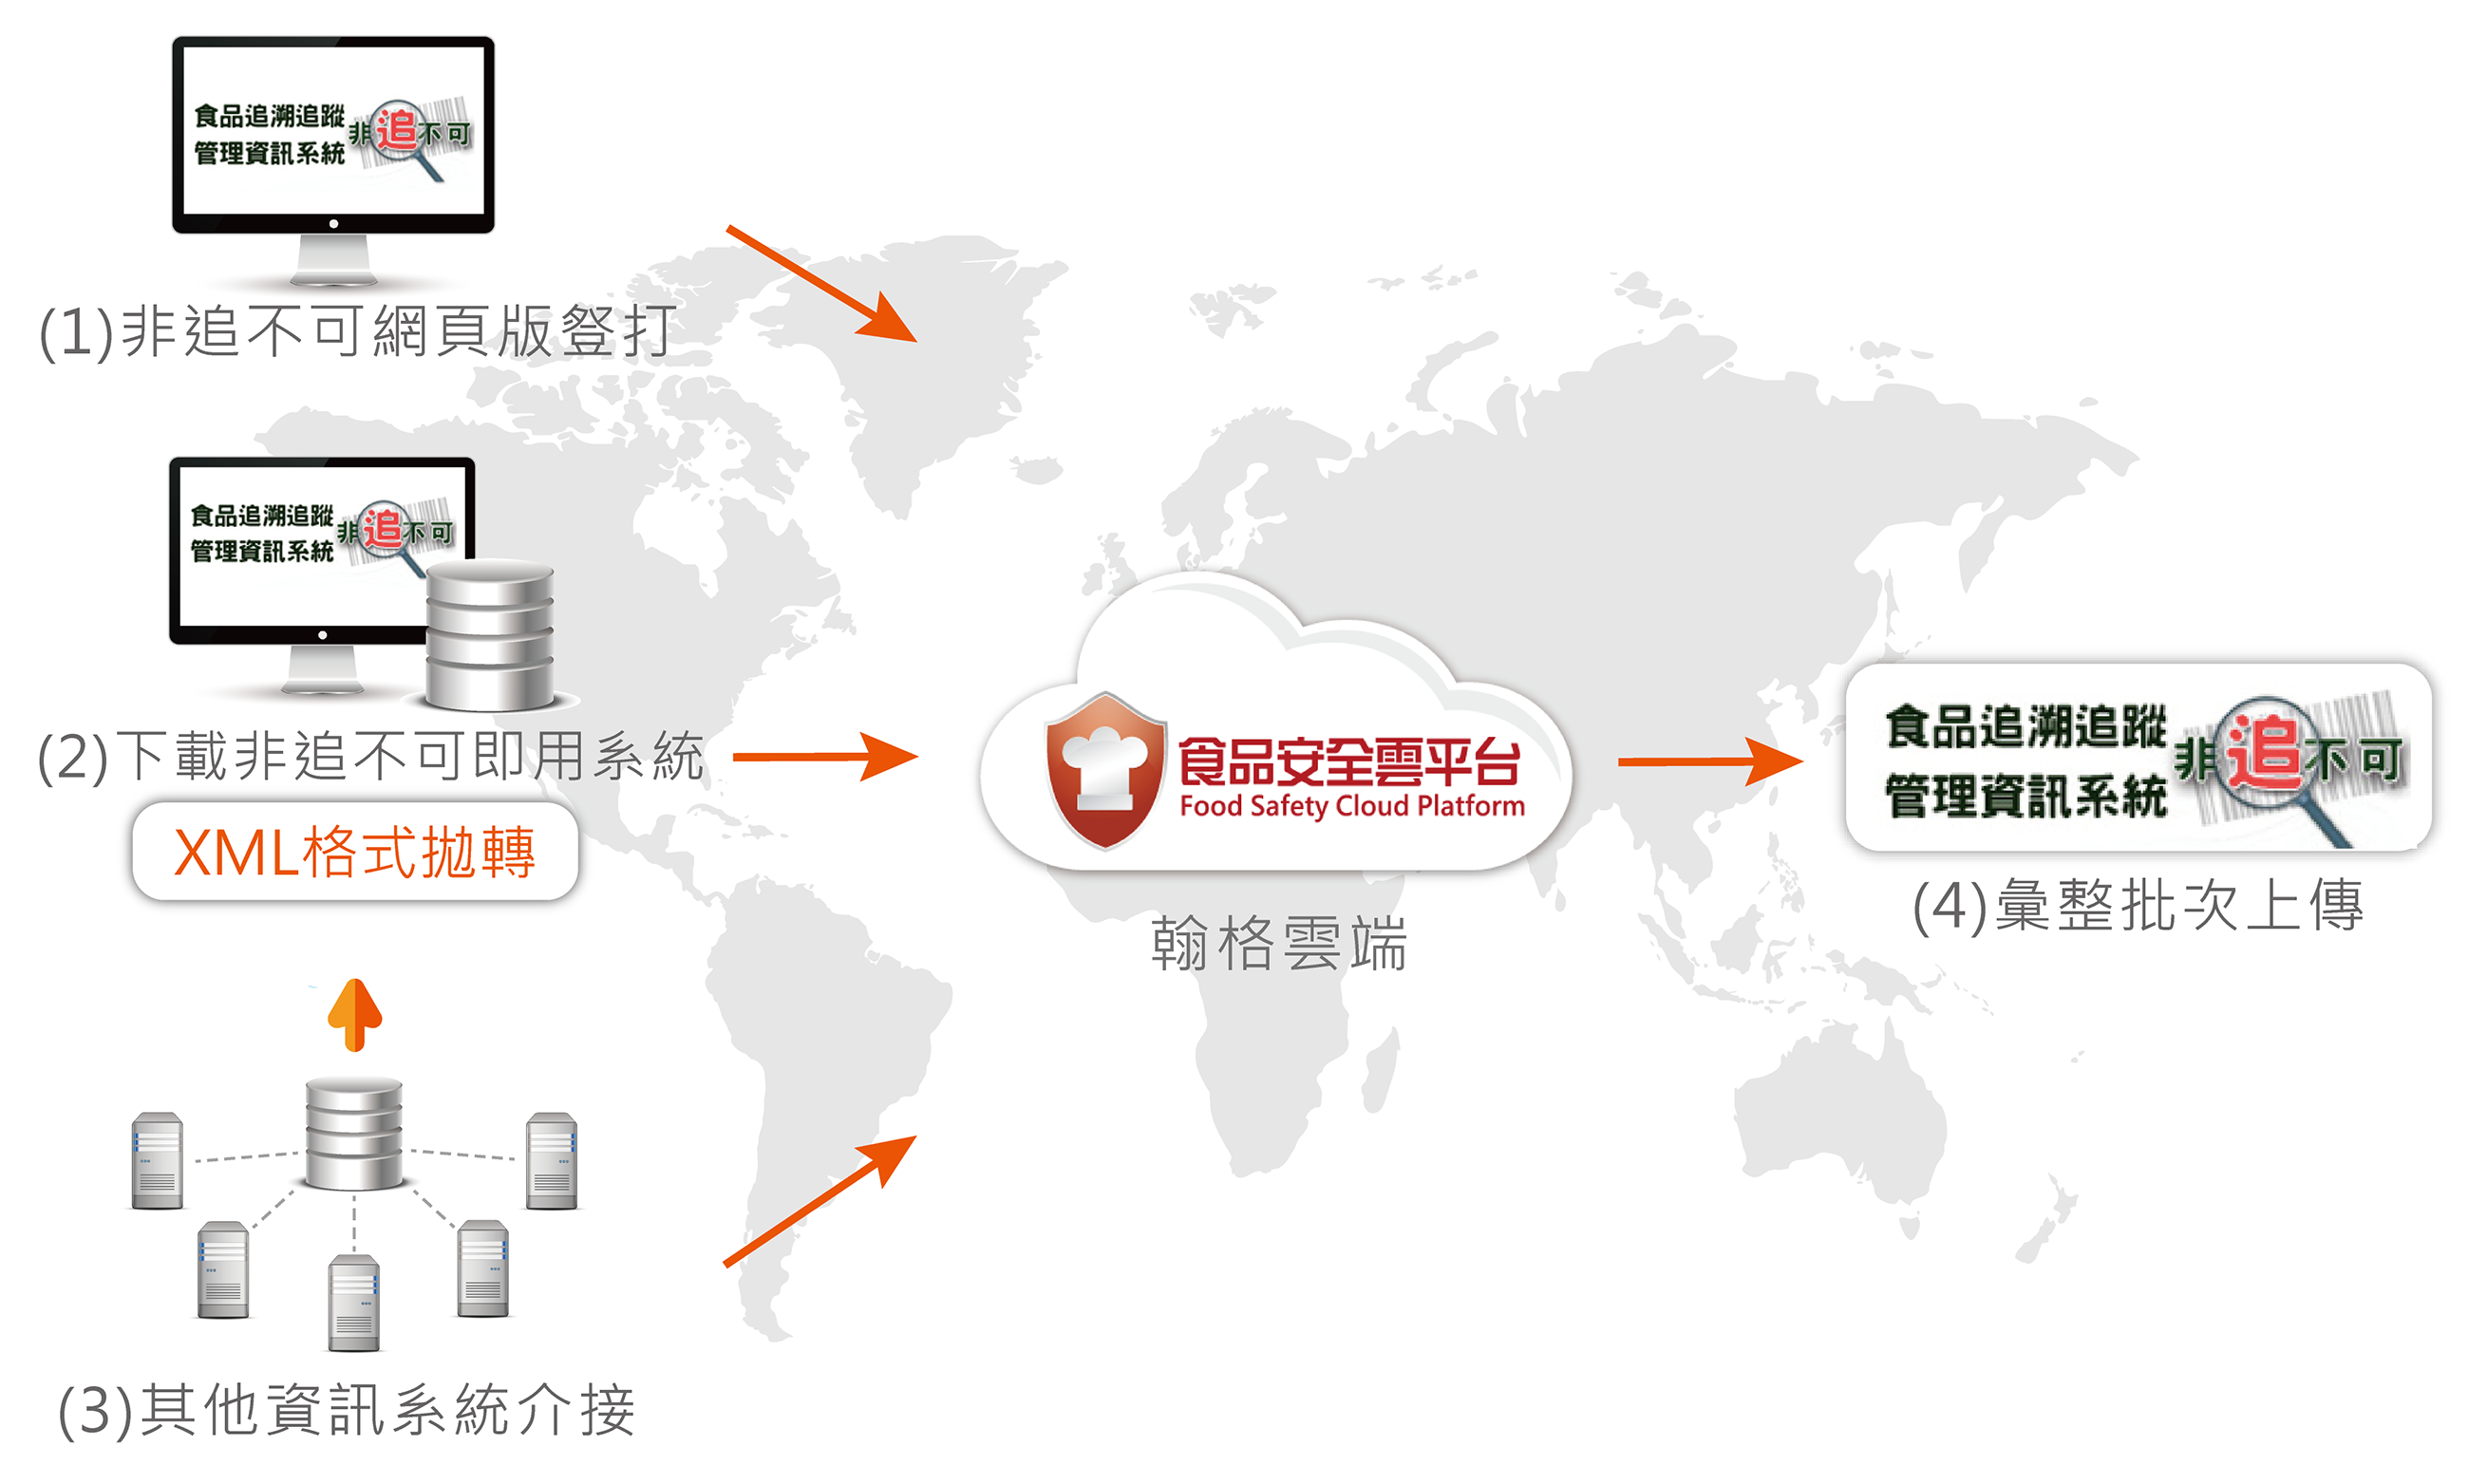 食品追溯追蹤
管理資訊系統
非追不可
(1)非追不可網頁版登打
食品追溯追蹤
管理資訊系統
非追不可
(2)下載非追不可即用系統
XML格式拋轉
(3)其他資訊系統介接
食品安全雲平台
Food Safety Cloud Platform
翰格雲端
食品追溯追蹤
管理資訊系統
非追不可
(4)彙整批次上傳